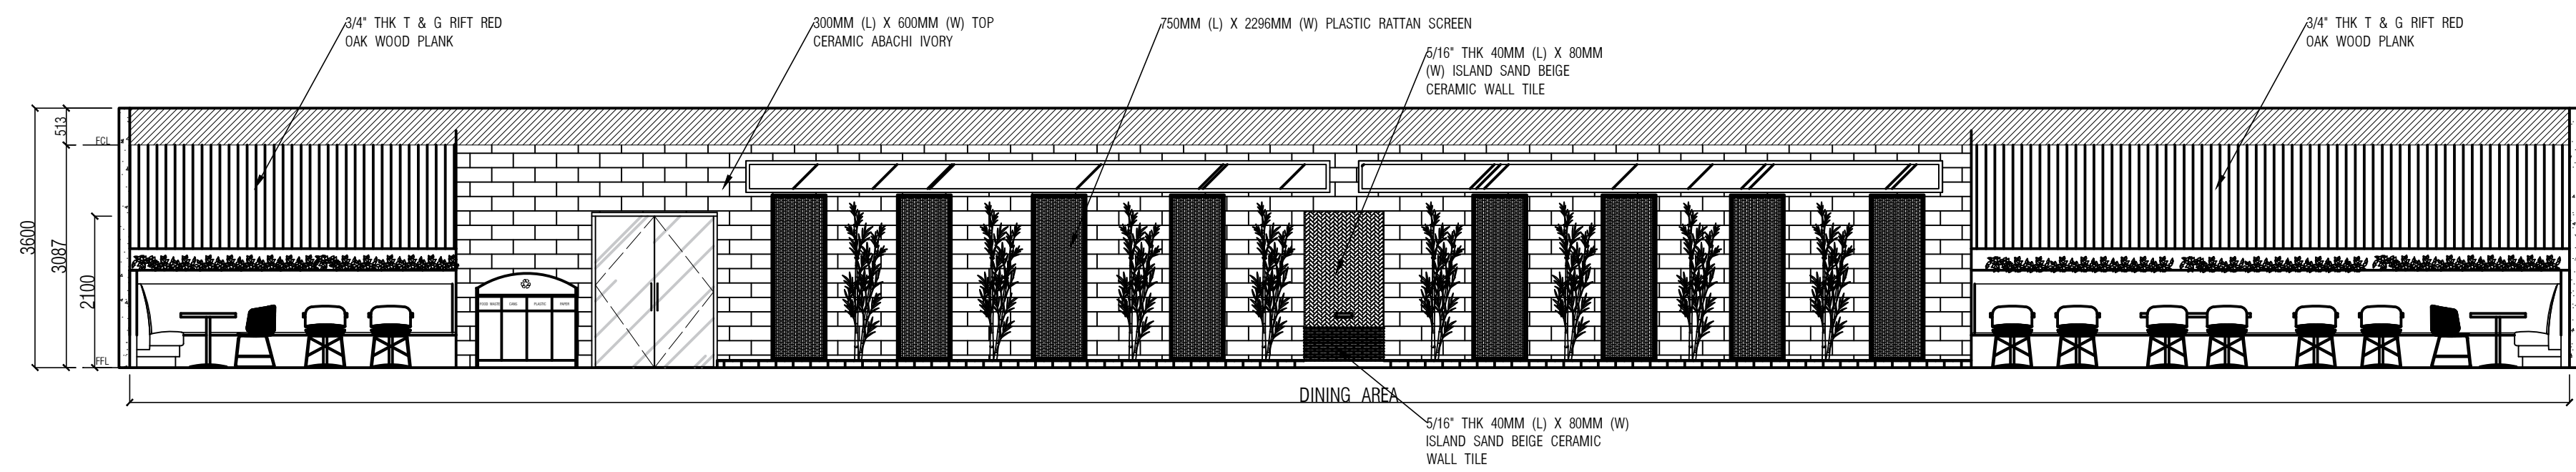 3/4" THK T & G RIFT RED
OAK WOOD PLANK
300MM (L) X 600MM (W) TOP
CERAMIC ABACHI IVORY
750MM (L) X 2296MM (W) PLASTIC RATTAN SCREEN
5/16" THK 40MM (L) X 80MM
(W) ISLAND SAND BEIGE
CERAMIC WALL TILE
3/4" THK T & G RIFT RED
OAK WOOD PLANK
513
FCL
3600
3087
2100
FFL
FOOD WASTE CANS PLASTIC PAPER
DINING AREA
5/16" THK 40MM (L) X 80MM (W)
ISLAND SAND BEIGE CERAMIC
WALL TILE